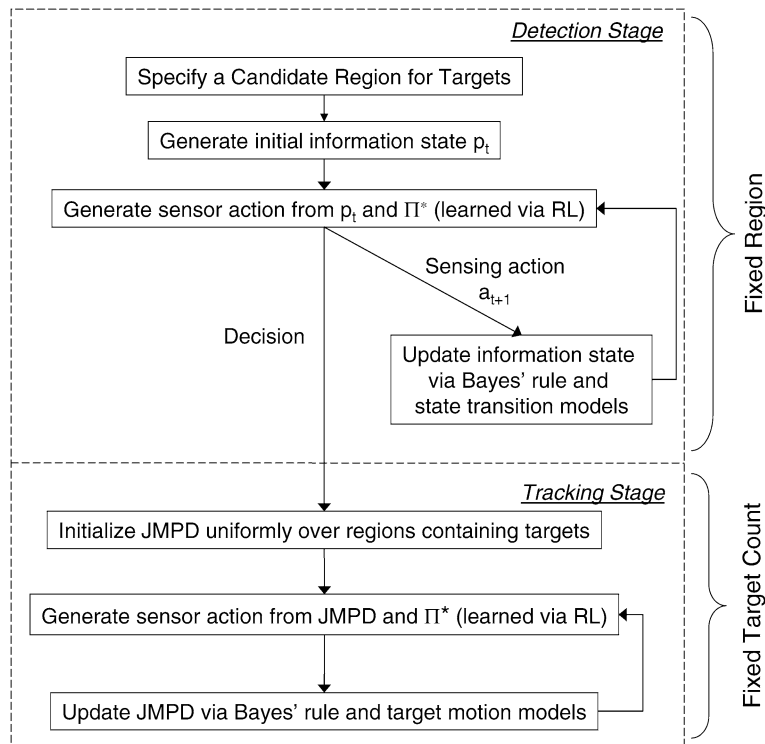 Detection Stage
Specify a Candidate Region for Targets
Generate initial information state pt
Generate sensor action from pt and Π* (learned via RL)
Sensing action
at+1
Decision
Update information state
via Bayes' rule and
state transition models
Fixed Region
Tracking Stage
Initialize JMPD uniformly over regions containing targets
Generate sensor action from JMPD and Π* (learned via RL)
Update JMPD via Bayes' rule and target motion models
Fixed Target Count